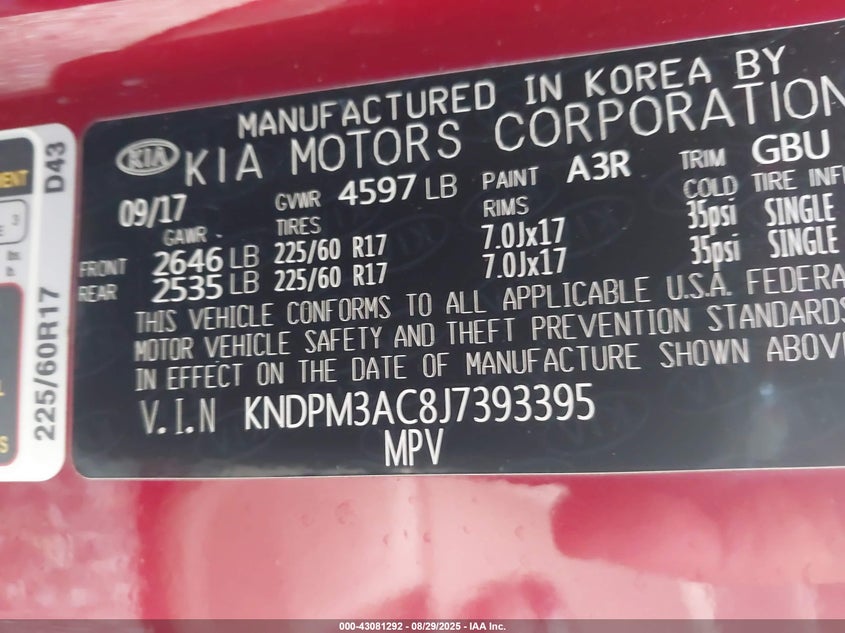 MANUFACTURED IN KOREA BY
KIA KIA MOTORS CORPORATION
09/17 GVWR 4597 LB PAINT A3R TRIM GBU
GAWR TIRES RIMS COLD TIRE INF
FRONT 2646 LB 225/60 R17 7.0Jx17 35psi SINGLE
REAR 2535 LB 225/60 R17 7.0Jx17 35psi SINGLE
THIS VEHICLE CONFORMS TO ALL APPLICABLE U.S.A. FEDERA
MOTOR VEHICLE SAFETY AND THEFT PREVENTION STANDARDS
IN EFFECT ON THE DATE OF MANUFACTURE SHOWN ABOVE
V.I.N KNDPM3AC8J7393395
MPV
D43
225/60R17
000-43081292 - 08/29/2025 - IAA Inc.